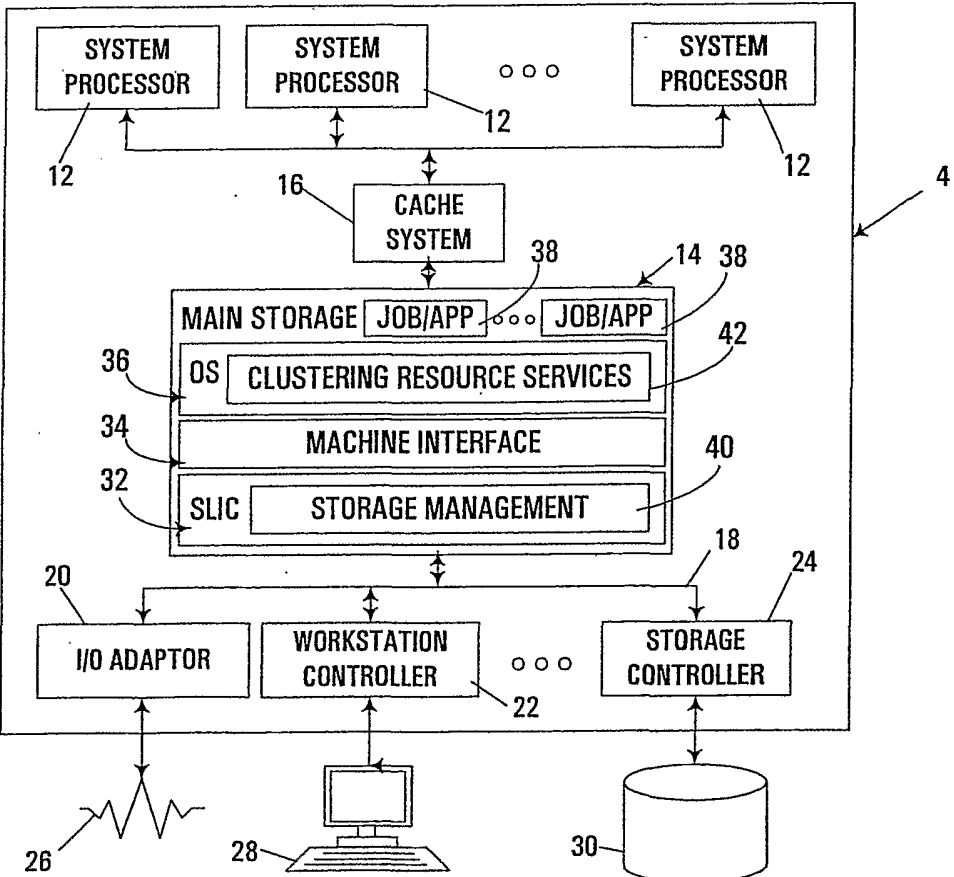 SYSTEM
PROCESSOR
SYSTEM
PROCESSOR
SYSTEM
PROCESSOR
12
12
12
4
16
CACHE
SYSTEM
38
14
38
MAIN STORAGE
JOB/APP
JOB/APP
42
36
OS
CLUSTERING RESOURCE SERVICES
34
MACHINE INTERFACE
40
32
SLIC
STORAGE MANAGEMENT
18
20
24
I/O ADAPTOR
WORKSTATION
CONTROLLER
STORAGE
CONTROLLER
22
26
28
30